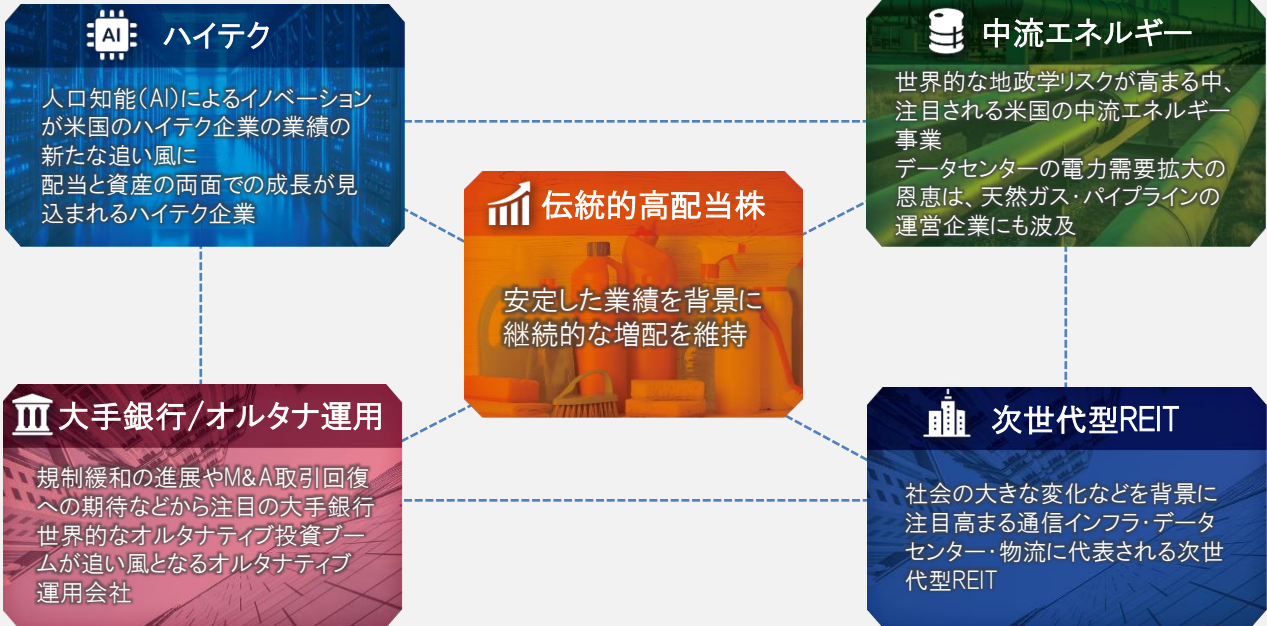 AI
ハイテク
人口知能(AI)によるイノベーション
が米国のハイテク企業の業績の
新たな追い風に
配当と資産の両面での成長が見
込まれるハイテク企業
中流エネルギー
世界的な地政学リスクが高まる中、
注目される米国の中流エネルギー
事業
データセンターの電力需要拡大の
恩恵は、天然ガス・パイプラインの
運営企業にも波及
伝統的高配当株
安定した業績を背景に
継続的な増配を維持
大手銀行/オルタナ運用
規制緩和の進展やM&A取引回復
への期待などから注目の大手銀行
世界的なオルタナティブ投資ブー
ムが追い風となるオルタナティブ
運用会社
次世代型REIT
社会の大きな変化などを背景に
注目高まる通信インフラ・データ
センター・物流に代表される次世
代型REIT